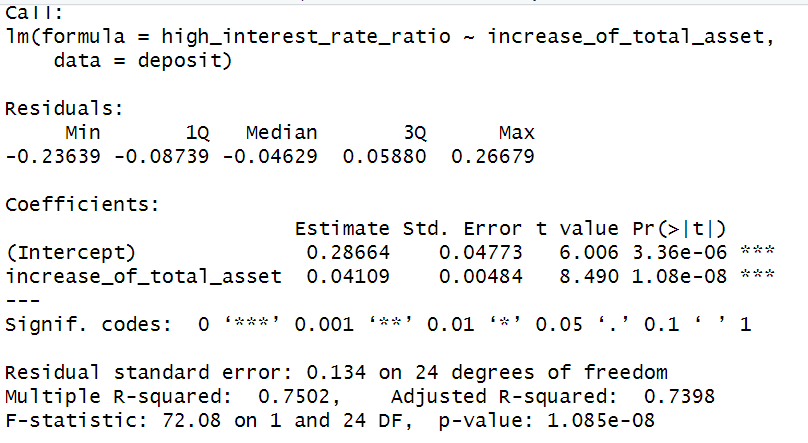 Call:
lm(formula = high_interest_rate_ratio ~ increase_of_total_asset,
    data = deposit)
Residuals:
     Min       1Q   Median       3Q      Max
-0.23639 -0.08739 -0.04629  0.05880  0.26679
Coefficients:
                        Estimate Std. Error t value Pr(>|t|)
(Intercept)              0.28664    0.04773   6.006 3.36e-06 ***
increase_of_total_asset  0.04109    0.00484   8.490 1.08e-08 ***
---
Signif. codes:  0 ‘***’ 0.001 ‘**’ 0.01 ‘*’ 0.05 ‘.’ 0.1 ‘ ’ 1
Residual standard error: 0.134 on 24 degrees of freedom
Multiple R-squared:  0.7502,    Adjusted R-squared:  0.7398
F-statistic: 72.08 on 1 and 24 DF,  p-value: 1.085e-08